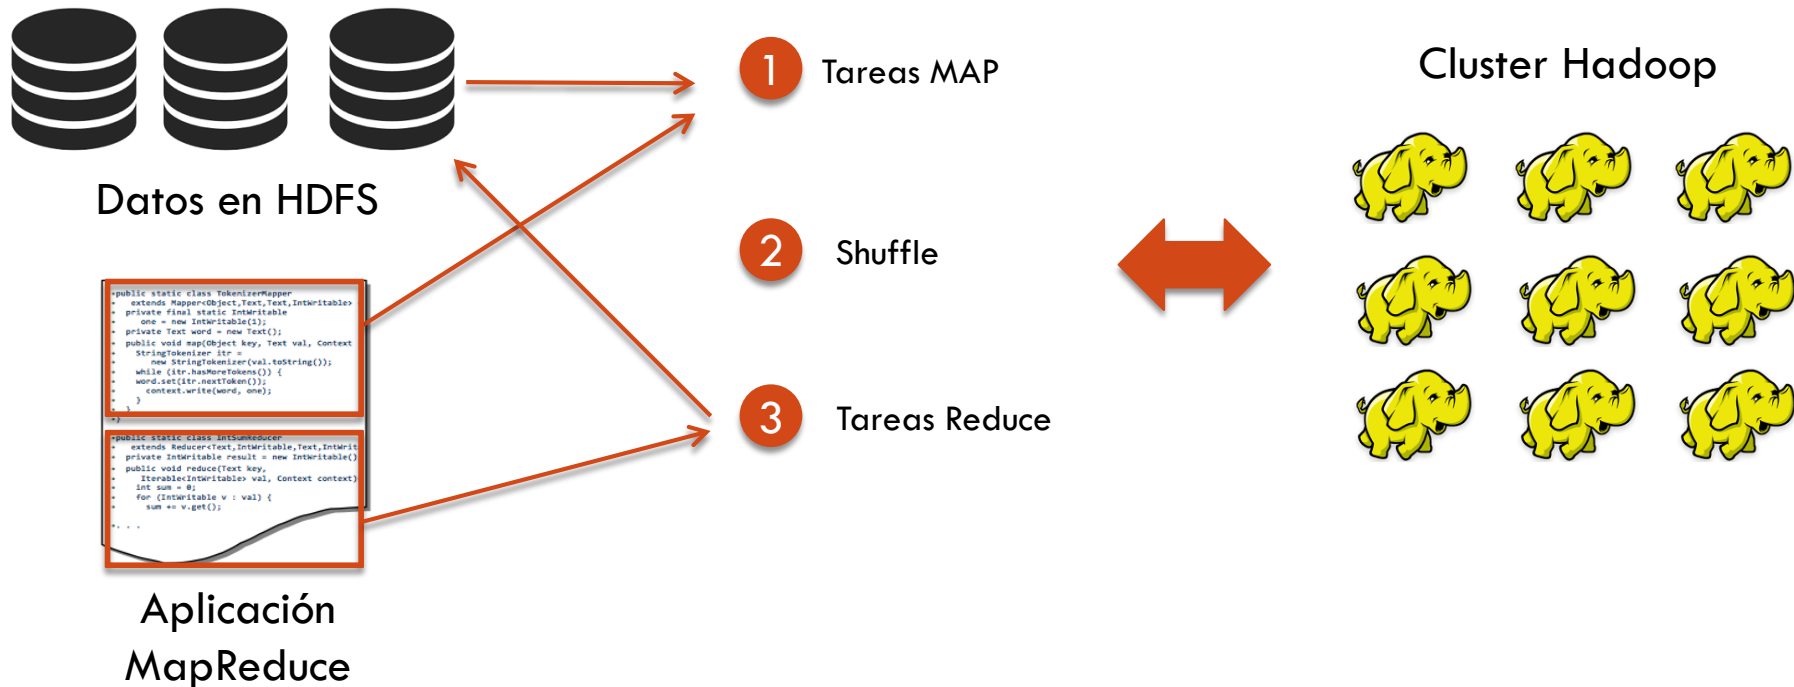 Datos en HDFS
1 Tareas MAP
2 Shuffle
3 Tareas Reduce
Cluster Hadoop
•public static class TokenizerMapper
• extends Mapper<Object,Text,Text,IntWritable>
• private final static IntWritable
• one = new IntWritable(1);
• private Text word = new Text();
• public void map(Object key, Text val, Context
• StringTokenizer itr =
• new StringTokenizer(val.toString());
• while (itr.hasMoreTokens()) {
• word.set(itr.nextToken());
• context.write(word, one);
• }
• }
•}
•public static class IntSumReducer
• extends Reducer<Text,IntWritable,Text,IntWrit
• private IntWritable result = new IntWritable()
• public void reduce(Text key,
• Iterable<IntWritable> val, Context context)
• int sum = 0;
• for (IntWritable v : val) {
• sum += v.get();
•. . .
Aplicación
MapReduce